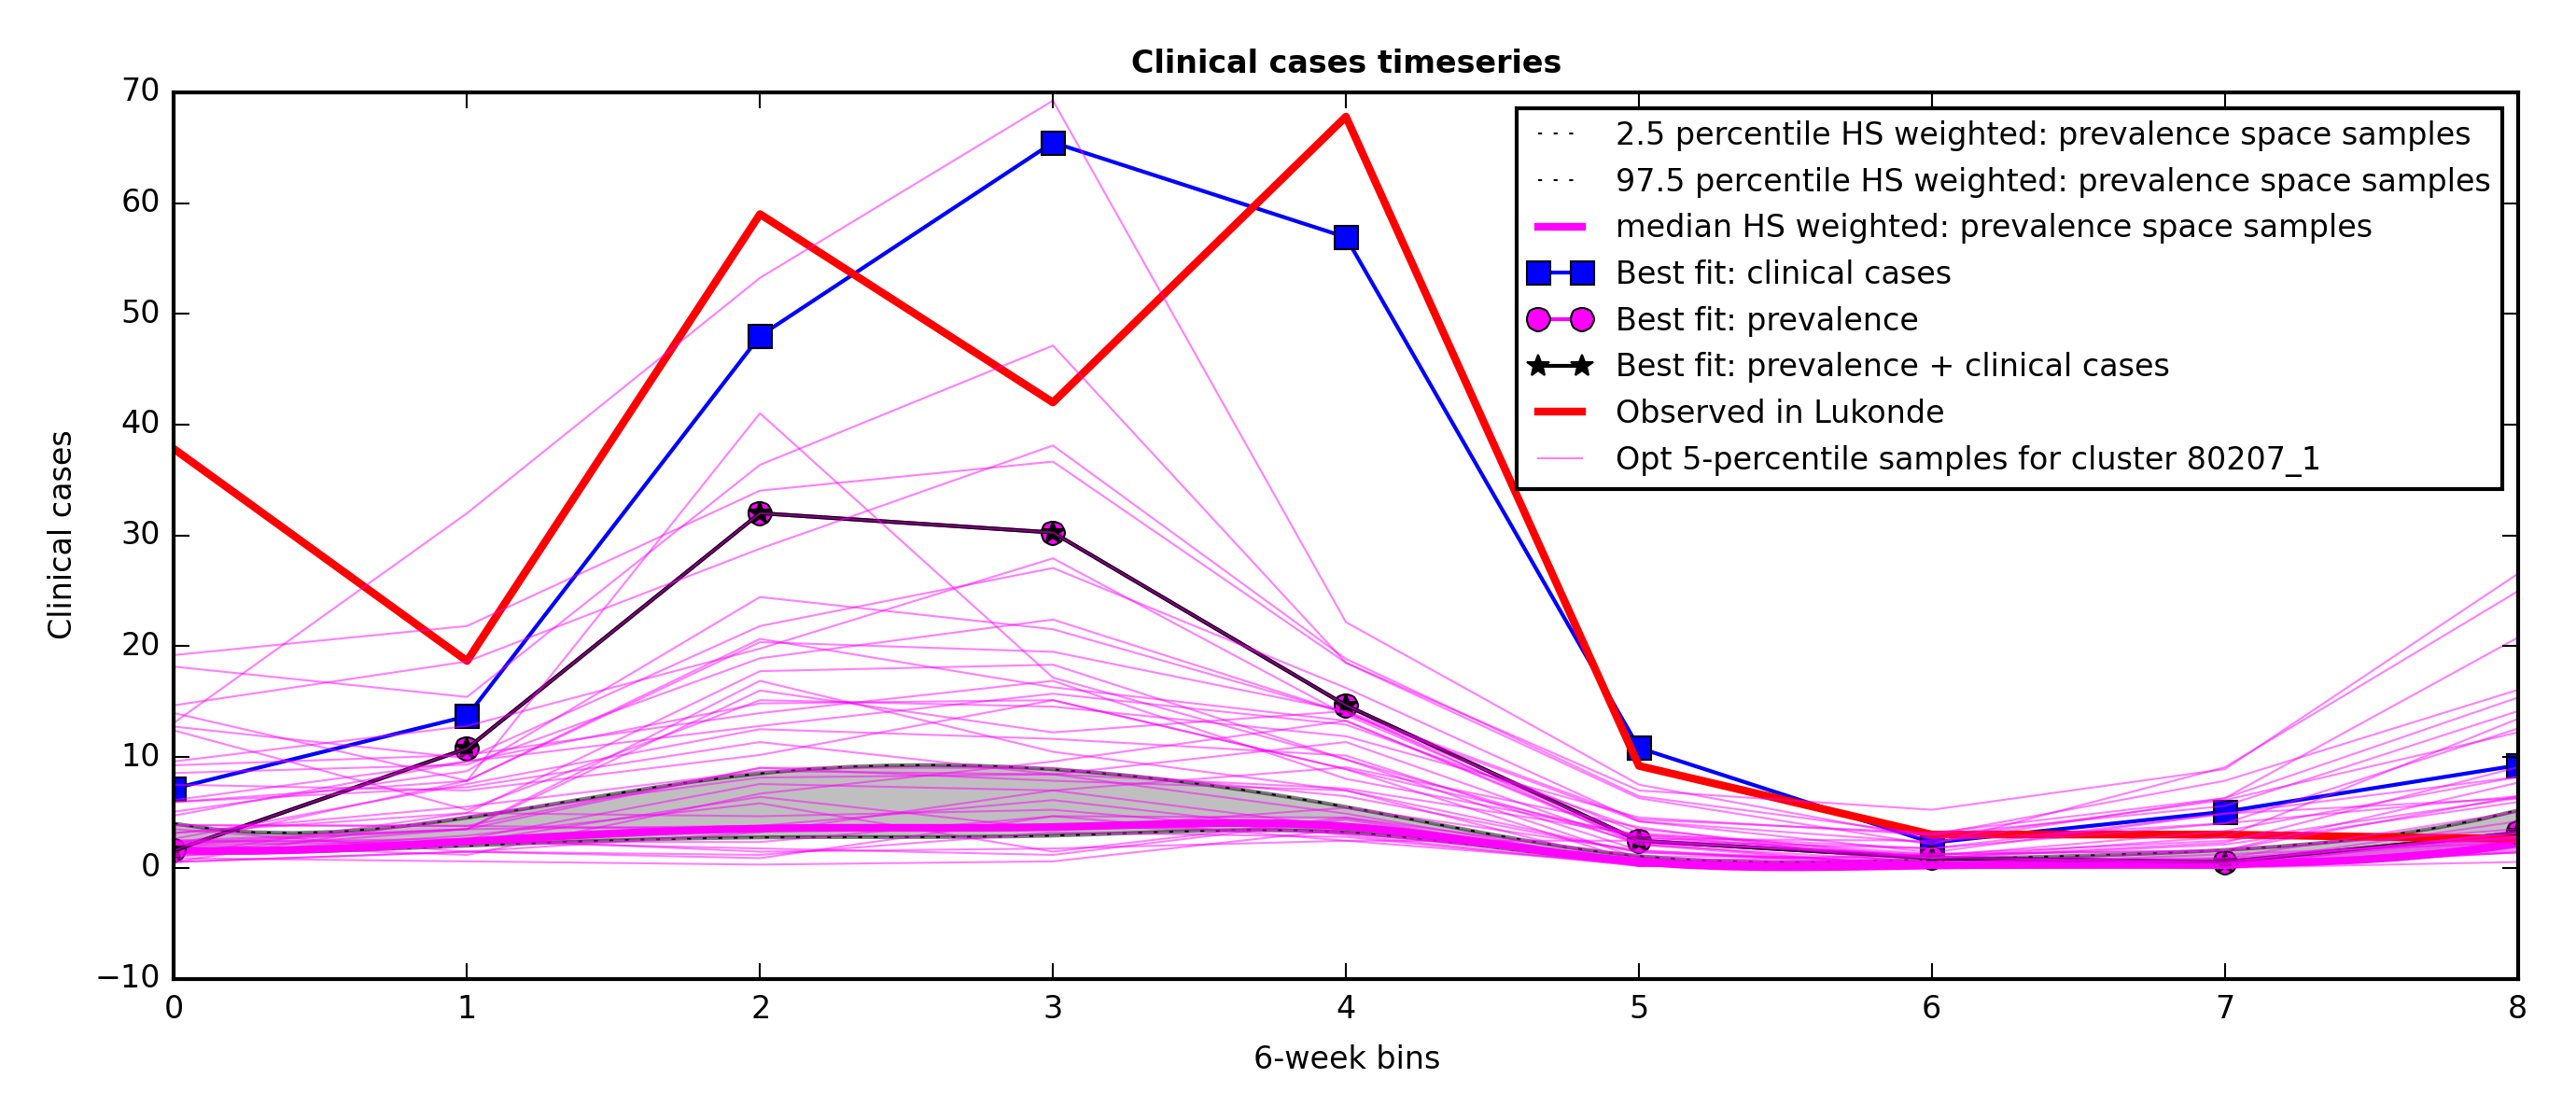 Clinical cases timeseries
70
60
50
40
30
20
10
0
−10
Clinical cases
2.5 percentile HS weighted: prevalence space samples
97.5 percentile HS weighted: prevalence space samples
median HS weighted: prevalence space samples
Best fit: clinical cases
Best fit: prevalence
Best fit: prevalence + clinical cases
Observed in Lukonde
Opt 5-percentile samples for cluster 80207_1
0 1 2 3 4 5 6 7 8
6-week bins